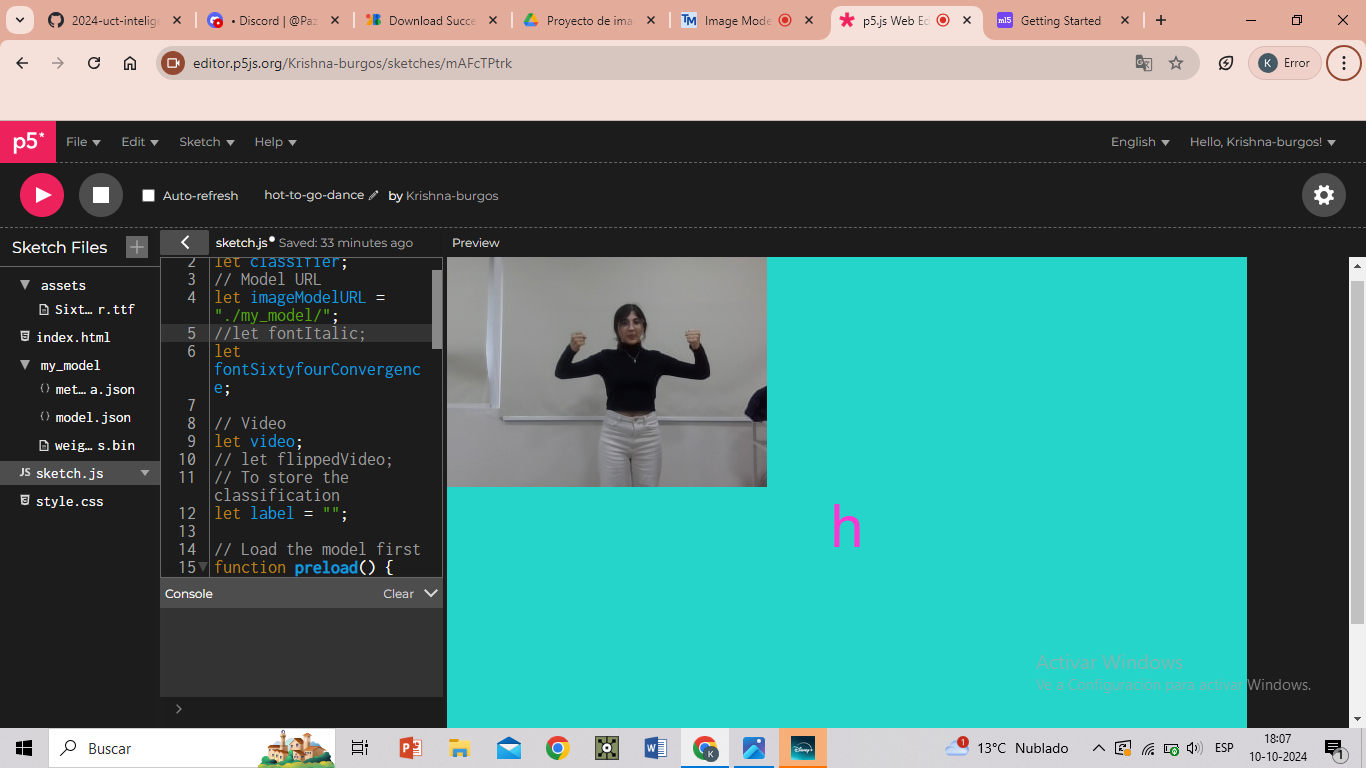 2024-uct-intelige
• Discord | @Paz
Download Succe
Proyecto de ima
Image Mode
p5.js Web Ed
Getting Started
editor.p5js.org/Krishna-burgos/sketches/mAFcTPtrk
K Error
p5* File Edit Sketch Help English Hello, Krishna-burgos!
Auto-refresh hot-to-go-dance by Krishna-burgos
Sketch Files
assets
Sixt… r.ttf
index.html
my_model
met… a.json
model.json
weig… s.bin
JS sketch.js
style.css
sketch.js Saved: 33 minutes ago
2 let classifier;
3 // Model URL
4 let imageModelURL =
"./my_model/";
5 //let fontItalic;
6 let
fontSixtyfourConvergenc
e;
7
8 // Video
9 let video;
10 // let flippedVideo;
11 // To store the
classification
12 let label = "";
13
14 // Load the model first
15 function preload() {
Console Clear
>
Preview
h
Activar Windows
Ve a Configuración para activar Windows.
Buscar
13°C Nublado
ESP
18:07
10-10-2024